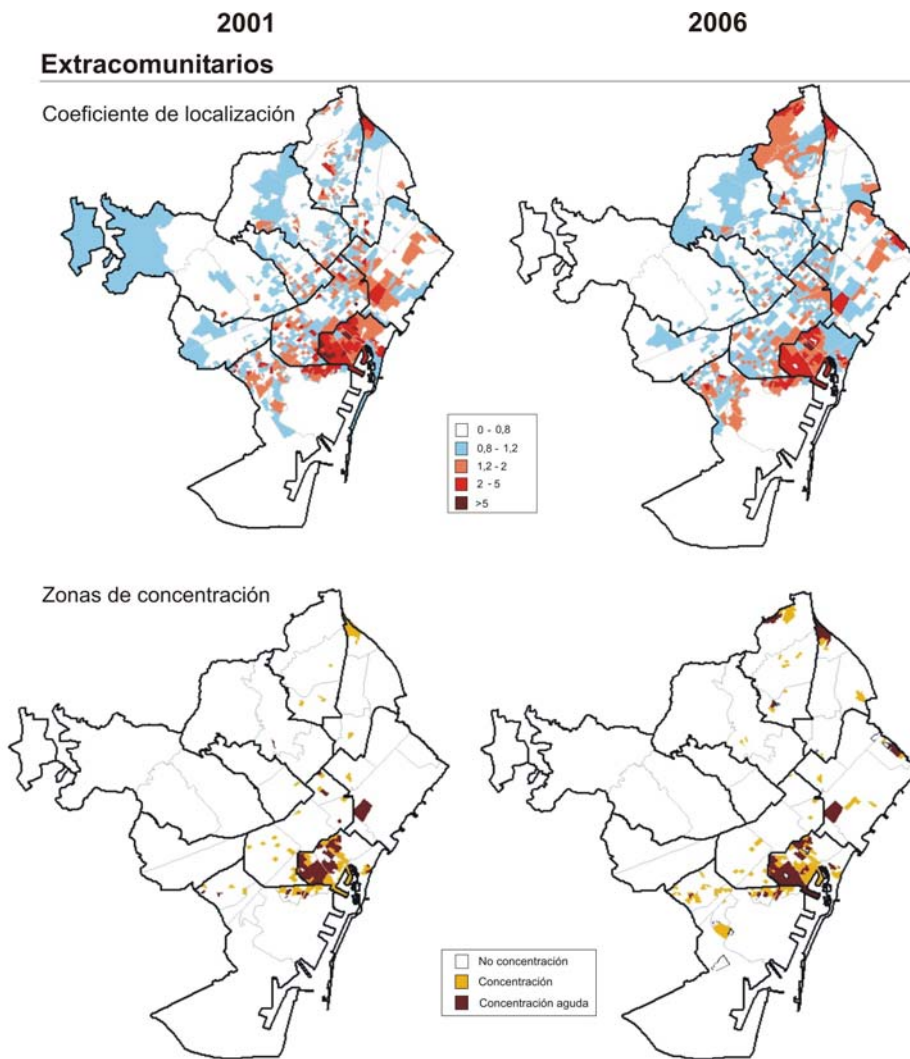 2001
2006
Extracomunitarios
Coeficiente de localización
0 - 0,8
0,8 - 1,2
1,2 - 2
2 - 5
>5
Zonas de concentración
No concentración
Concentración
Concentración aguda